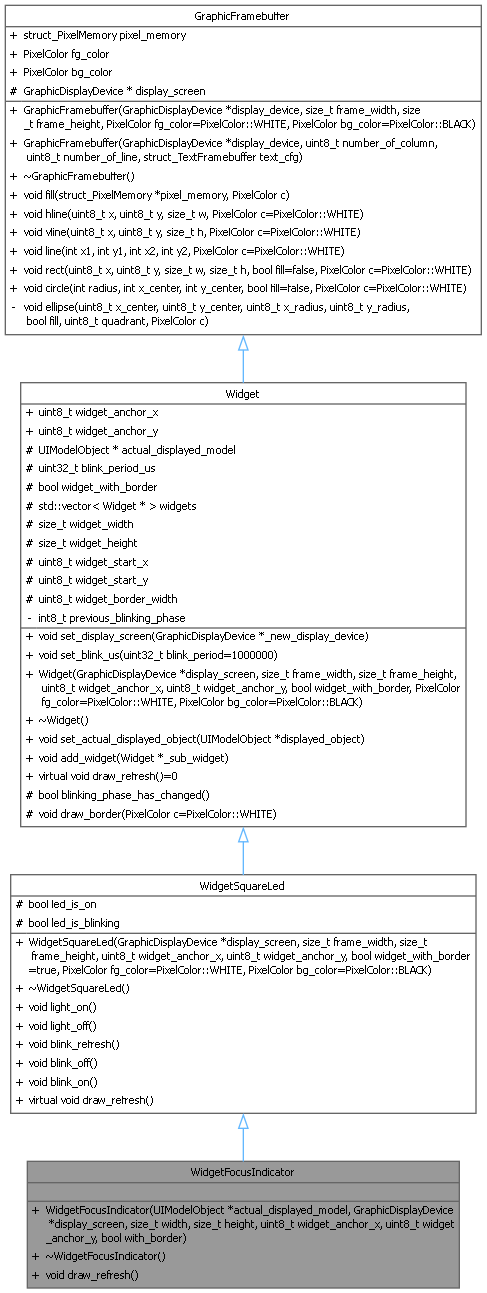 GraphicFramebuffer
+ struct_PixelMemory pixel_memory
+ PixelColor fg_color
+ PixelColor bg_color
# GraphicDisplayDevice * display_screen
+ GraphicFramebuffer(GraphicDisplayDevice *display_device, size_t frame_width, size
_t frame_height, PixelColor fg_color=PixelColor::WHITE, PixelColor bg_color=PixelColor::BLACK)
+ GraphicFramebuffer(GraphicDisplayDevice *display_device, uint8_t number_of_column,
uint8_t number_of_line, struct_TextFramebuffer text_cfg)
+ ~GraphicFramebuffer()
+ void fill(struct_PixelMemory *pixel_memory, PixelColor c)
+ void hline(uint8_t x, uint8_t y, size_t w, PixelColor c=PixelColor::WHITE)
+ void vline(uint8_t x, uint8_t y, size_t h, PixelColor c=PixelColor::WHITE)
+ void line(int x1, int y1, int x2, int y2, PixelColor c=PixelColor::WHITE)
+ void rect(uint8_t x, uint8_t y, size_t w, size_t h, bool fill=false, PixelColor c=PixelColor::WHITE)
+ void circle(int radius, int x_center, int y_center, bool fill=false, PixelColor c=PixelColor::WHITE)
- void ellipse(uint8_t x_center, uint8_t y_center, uint8_t x_radius, uint8_t y_radius,
bool fill, uint8_t quadrant, PixelColor c)
Widget
+ uint8_t widget_anchor_x
+ uint8_t widget_anchor_y
# UIModelObject * actual_displayed_model
# uint32_t blink_period_us
# bool widget_with_border
# std::vector< Widget * > widgets
# size_t widget_width
# size_t widget_height
# uint8_t widget_start_x
# uint8_t widget_start_y
# uint8_t widget_border_width
- int8_t previous_blinking_phase
+ void set_display_screen(GraphicDisplayDevice *_new_display_device)
+ void set_blink_us(uint32_t blink_period=1000000)
+ Widget(GraphicDisplayDevice *display_screen, size_t frame_width, size_t frame_height,
uint8_t widget_anchor_x, uint8_t widget_anchor_y, bool widget_with_border, PixelColor
fg_color=PixelColor::WHITE, PixelColor bg_color=PixelColor::BLACK)
+ ~Widget()
+ void set_actual_displayed_object(UIModelObject *displayed_object)
+ void add_widget(Widget *_sub_widget)
+ virtual void draw_refresh()=0
# bool blinking_phase_has_changed()
# void draw_border(PixelColor c=PixelColor::WHITE)
WidgetSquareLed
# bool led_is_on
# bool led_is_blinking
+ WidgetSquareLed(GraphicDisplayDevice *display_screen, size_t frame_width, size_t
frame_height, uint8_t widget_anchor_x, uint8_t widget_anchor_y, bool widget_with_border
=true, PixelColor fg_color=PixelColor::WHITE, PixelColor bg_color=PixelColor::BLACK)
+ ~WidgetSquareLed()
+ void light_on()
+ void light_off()
+ void blink_refresh()
+ void blink_off()
+ void blink_on()
+ virtual void draw_refresh()
WidgetFocusIndicator
+ WidgetFocusIndicator(UIModelObject *actual_displayed_model, GraphicDisplayDevice
*display_screen, size_t width, size_t height, uint8_t widget_anchor_x, uint8_t widget
_anchor_y, bool with_border)
+ ~WidgetFocusIndicator()
+ void draw_refresh()